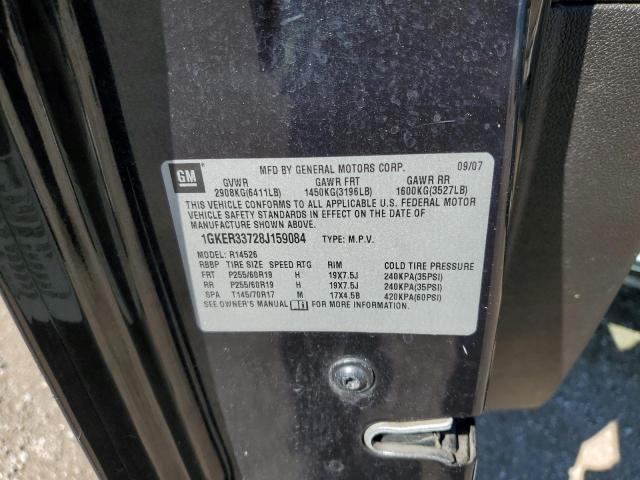 GM MFD BY GENERAL MOTORS CORP. 09/07
GVWR GAWR FRT GAWR RR
2908KG(6411LB) 1450KG(3196LB) 1600KG(3527LB)
THIS VEHICLE CONFORMS TO ALL APPLICABLE U.S. FEDERAL MOTOR
VEHICLE SAFETY STANDARDS IN EFFECT ON THE DATE OF
MANUFACTURE SHOWN ABOVE.
1GKER33728J159084 TYPE: M.P.V.
MODEL: R14526
RBBP TIRE SIZE SPEED RTG RIM COLD TIRE PRESSURE
FRT P255/60R19 H 19X7.5J 240KPA(35PSI)
RR P255/60R19 H 19X7.5J 240KPA(35PSI)
SPA T145/70R17 M 17X4.5B 420KPA(60PSI)
SEE OWNER'S MANUAL FOR MORE INFORMATION.